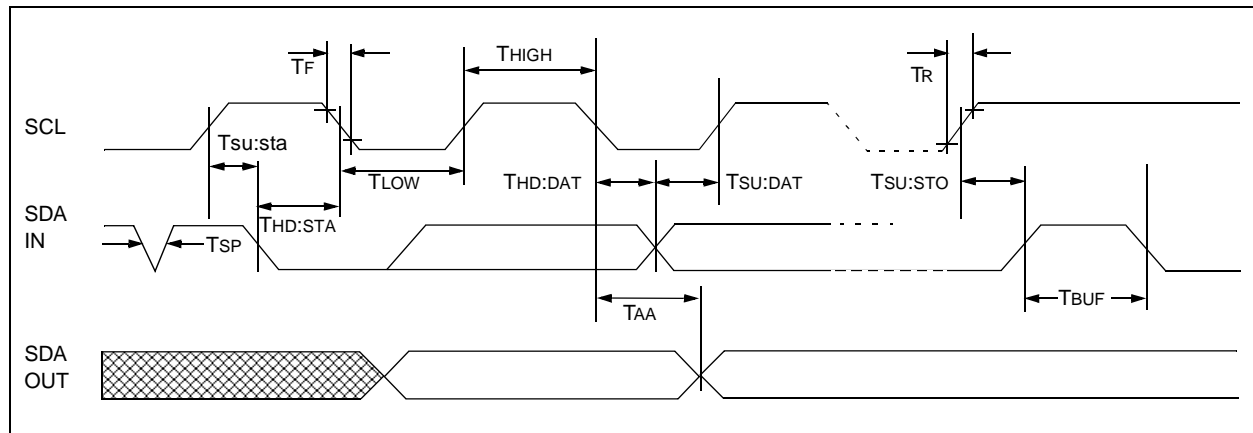 TF
THIGH
TR
SCL
Tsu:sta
TLOW
THD:DAT
TSU:DAT
TSU:STO
THD:STA
SDA
IN
TSP
TBUF
TAA
SDA
OUT